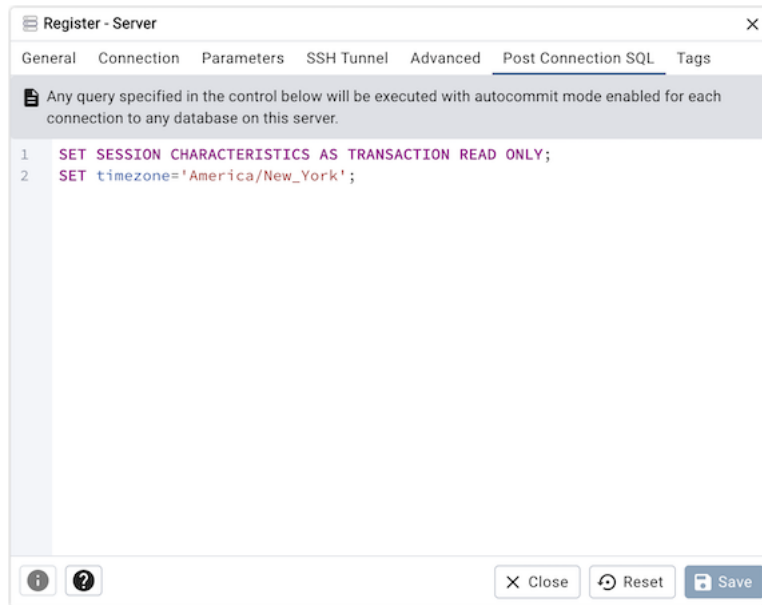 Register - Server
General Connection Parameters SSH Tunnel Advanced Post Connection SQL Tags
Any query specified in the control below will be executed with autocommit mode enabled for each
connection to any database on this server.
1 SET SESSION CHARACTERISTICS AS TRANSACTION READ ONLY;
2 SET timezone='America/New_York';
Close Reset Save